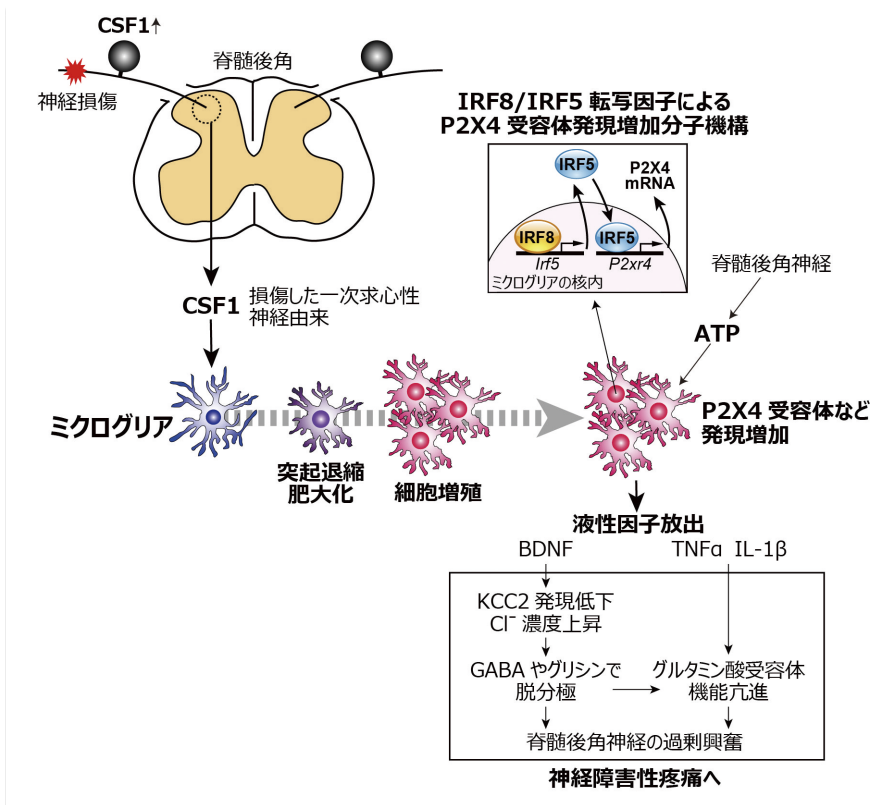 CSF1↑
脊髄後角
神経損傷
IRF8/IRF5 転写因子による
P2X4 受容体発現増加分子機構
IRF5
P2X4
mRNA
IRF8
IRF5
Irf5
P2xr4
ミクログリアの核内
脊髄後角神経
ATP
CSF1
損傷した一次求心性
神経由来
ミクログリア
突起退縮
肥大化
細胞増殖
P2X4 受容体など
発現増加
液性因子放出
BDNF
TNFα IL-1β
KCC2 発現低下
Cl⁻ 濃度上昇
GABA やグリシンで
脱分極
グルタミン酸受容体
機能亢進
脊髄後角神経の過剰興奮
神経障害性疼痛へ